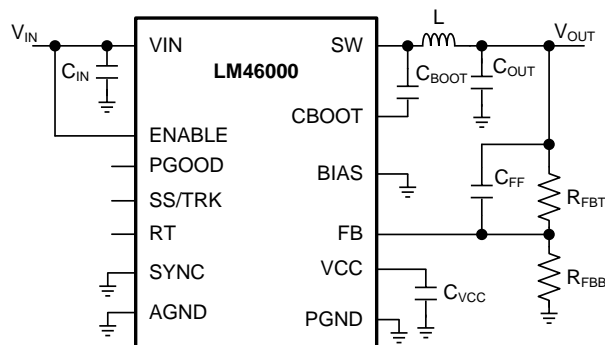 VIN
VIN
SW
L
VOUT
CIN
LM46000
CBOOT
COUT
CBOOT
ENABLE
PGOOD
BIAS
CFF
SS/TRK
RFBT
RT
FB
SYNC
VCC
CVCC
RFBB
AGND
PGND